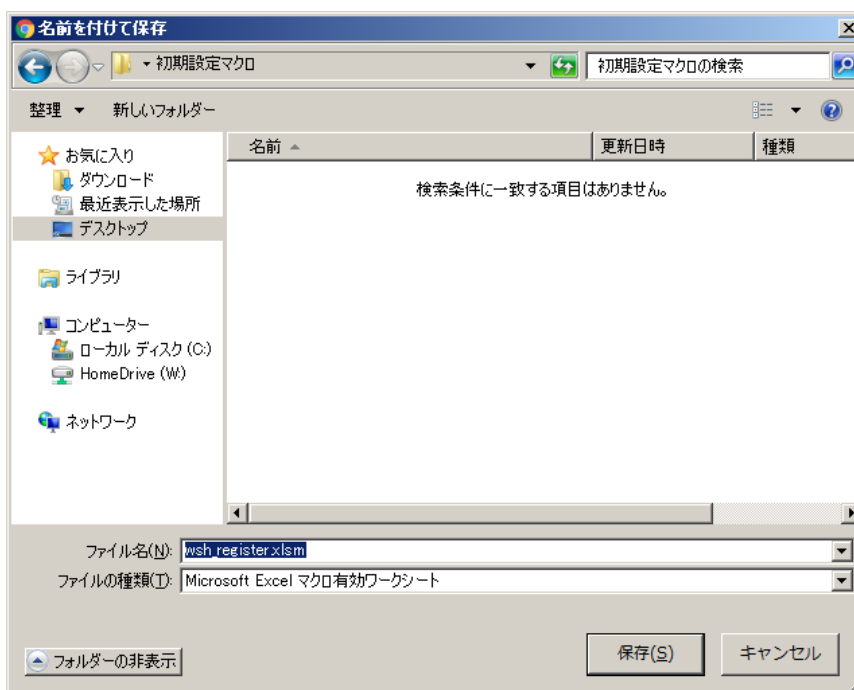 名前を付けて保存
初期設定マクロ
初期設定マクロの検索
整理
新しいフォルダー
名前
更新日時
種類
検索条件に一致する項目はありません。
お気に入り
ダウンロード
最近表示した場所
デスクトップ
ライブラリ
コンピューター
ローカル ディスク (C:)
HomeDrive (W:)
ネットワーク
ファイル名(N):
wsh_register.xlsm
ファイルの種類(T):
Microsoft Excel マクロ有効ワークシート
フォルダーの非表示
保存(S)
キャンセル